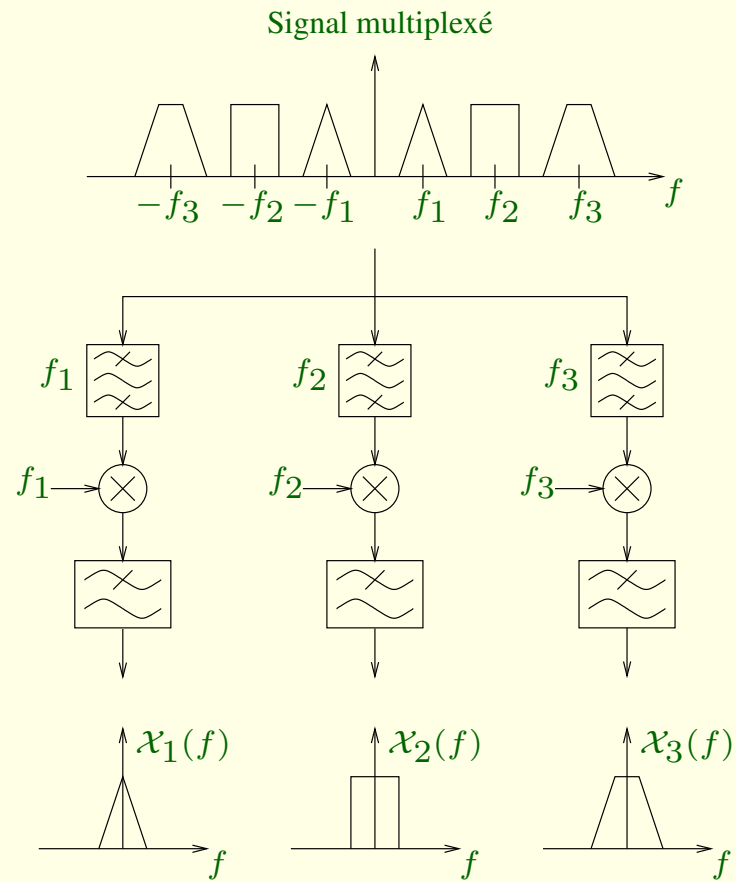 Signal multiplexé
−f₃ −f₂ −f₁ f₁ f₂ f₃ f
f₁ f₂ f₃
f₁ f₂ f₃
𝒳₁(f) 𝒳₂(f) 𝒳₃(f)
f f f